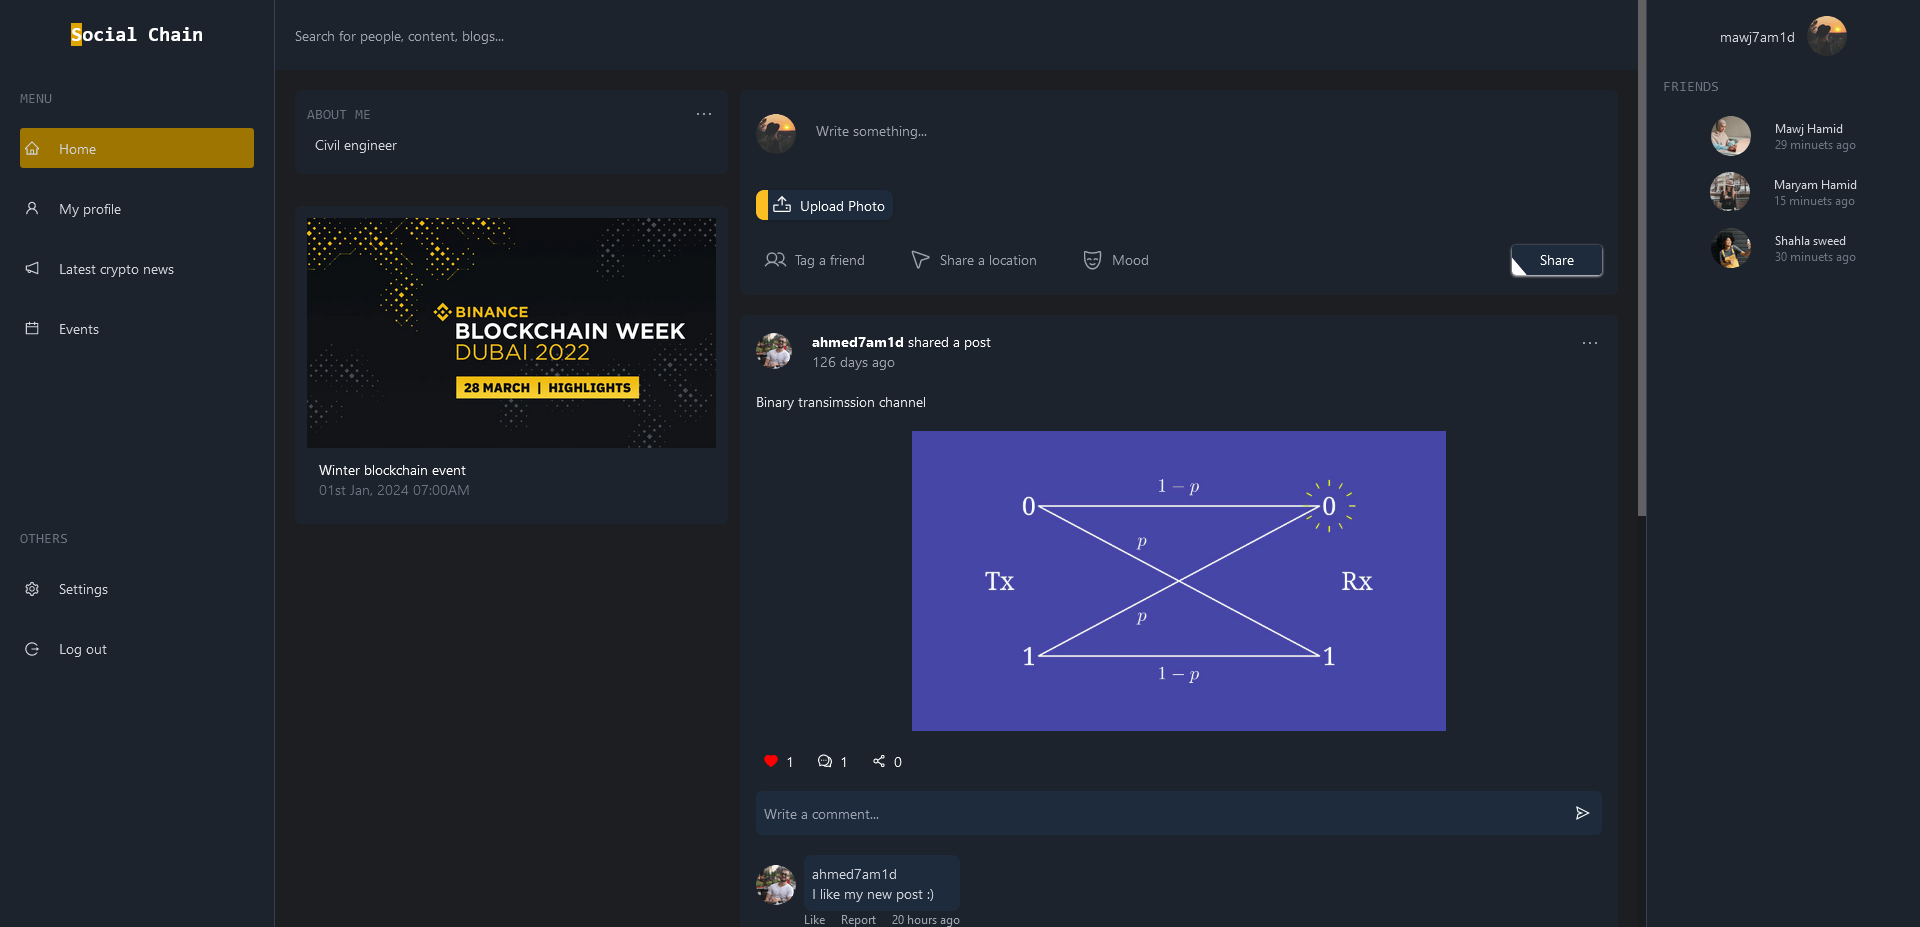 Social Chain
MENU
Home
My profile
Latest crypto news
Events
OTHERS
Settings
Log out
Search for people, content, blogs...
ABOUT ME
Civil engineer
BINANCE
BLOCKCHAIN WEEK
DUBAI 2022
28 MARCH | HIGHLIGHTS
Winter blockchain event
01st Jan, 2024 07:00AM
Write something...
Upload Photo
Tag a friend
Share a location
Mood
Share
ahmed7am1d shared a post
126 days ago
Binary transimssion channel
1 − p
0
0
p
Tx
Rx
p
1
1
1 − p
1
1
0
Write a comment...
ahmed7am1d
I like my new post :)
Like Report 20 hours ago
mawj7am1d
FRIENDS
Mawj Hamid
29 minuets ago
Maryam Hamid
15 minuets ago
Shahla sweed
30 minuets ago